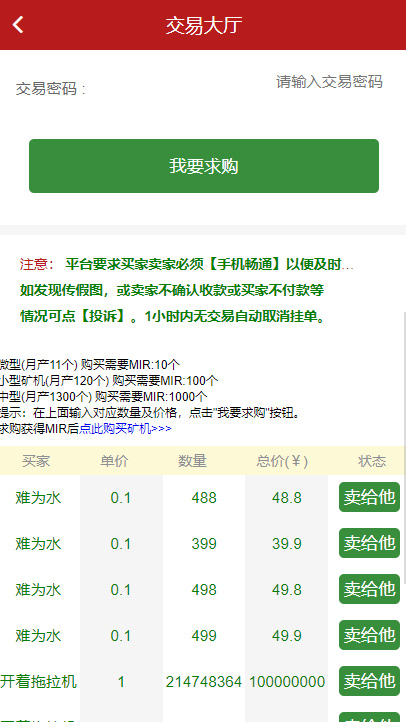 交易大厅
交易密码 :
请输入交易密码
我要求购
注意： 平台要求买家卖家必须【手机畅通】以便及时...
如发现传假图，或卖家不确认收款或买家不付款等
情况可点【投诉】。1小时内无交易自动取消挂单。
微型(月产11个) 购买需要MIR:10个
小型矿机(月产120个) 购买需要MIR:100个
中型(月产1300个) 购买需要MIR:1000个
提示：在上面输入对应数量及价格，点击"我要求购"按钮。
求购获得MIR后点此购买矿机>>>
买家 单价 数量 总价(￥) 状态
难为水 0.1 488 48.8 卖给他
难为水 0.1 399 39.9 卖给他
难为水 0.1 498 49.8 卖给他
难为水 0.1 499 49.9 卖给他
开着拖拉机 1 214748364 100000000 卖给他